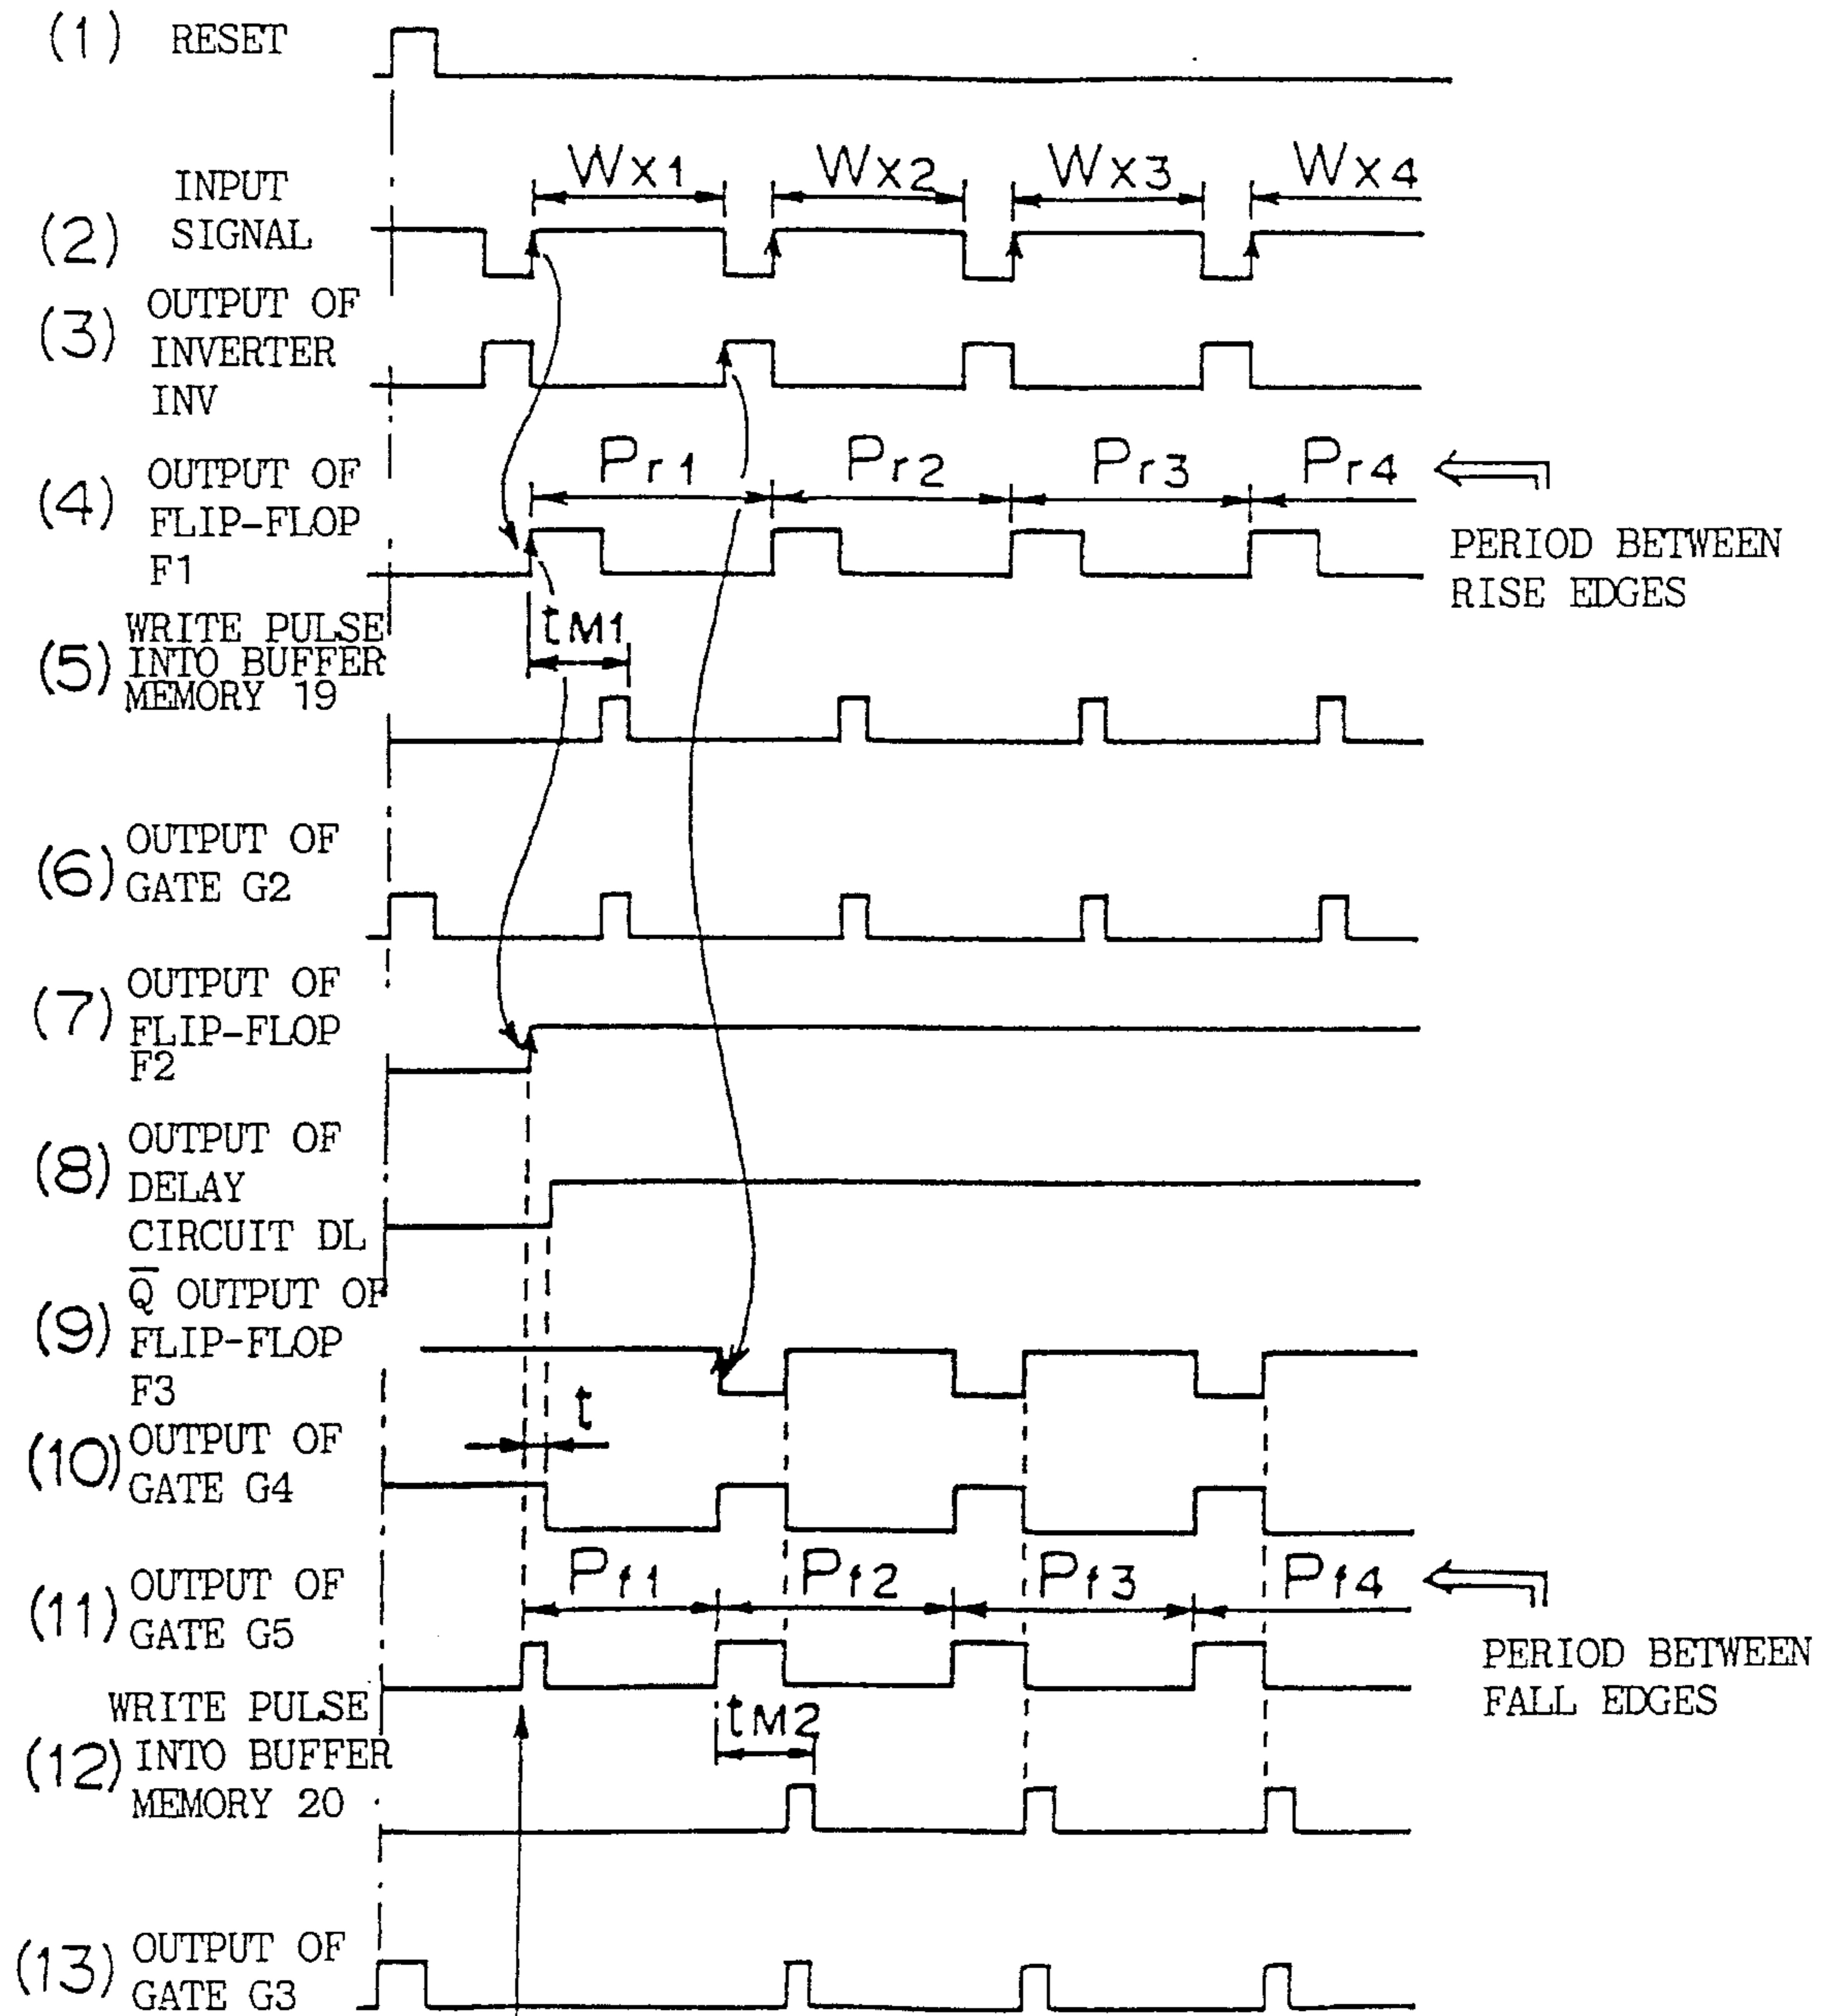 (1) RESET
Wx1 Wx2 Wx3 Wx4
(2) INPUT
SIGNAL
(3) OUTPUT OF
INVERTER
INV
Pr1 Pr2 Pr3 Pr4
(4) OUTPUT OF
FLIP-FLOP
F1
PERIOD BETWEEN
RISE EDGES
tM1
(5) WRITE PULSE
INTO BUFFER
MEMORY 19
(6) OUTPUT OF
GATE G2
(7) OUTPUT OF
FLIP-FLOP
F2
(8) OUTPUT OF
DELAY
CIRCUIT DL
(9) Q̅ OUTPUT OF
FLIP-FLOP
F3
t
(10) OUTPUT OF
GATE G4
Pf1 Pf2 Pf3 Pf4
(11) OUTPUT OF
GATE G5
PERIOD BETWEEN
FALL EDGES
tM2
(12) WRITE PULSE
INTO BUFFER
MEMORY 20
(13) OUTPUT OF
GATE G3